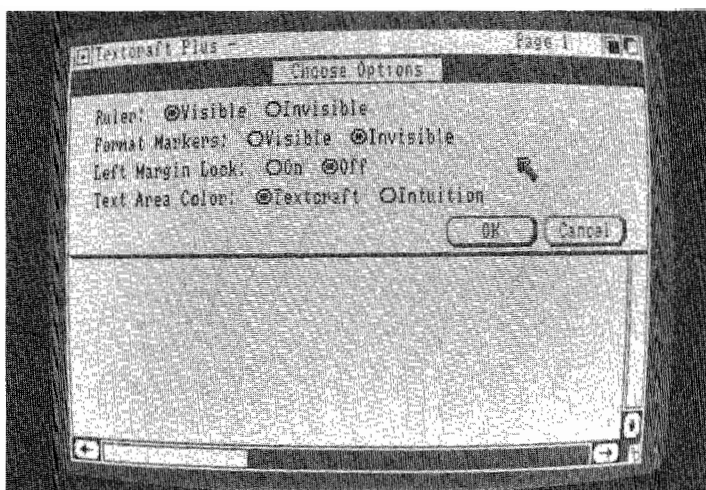 Textcraft Plus - Page 1
Choose Options
Ruler: Visible Invisible
Format Markers: Visible Invisible
Left Margin Lock: On Off
Text Area Color: Textcraft Intuition
OK Cancel